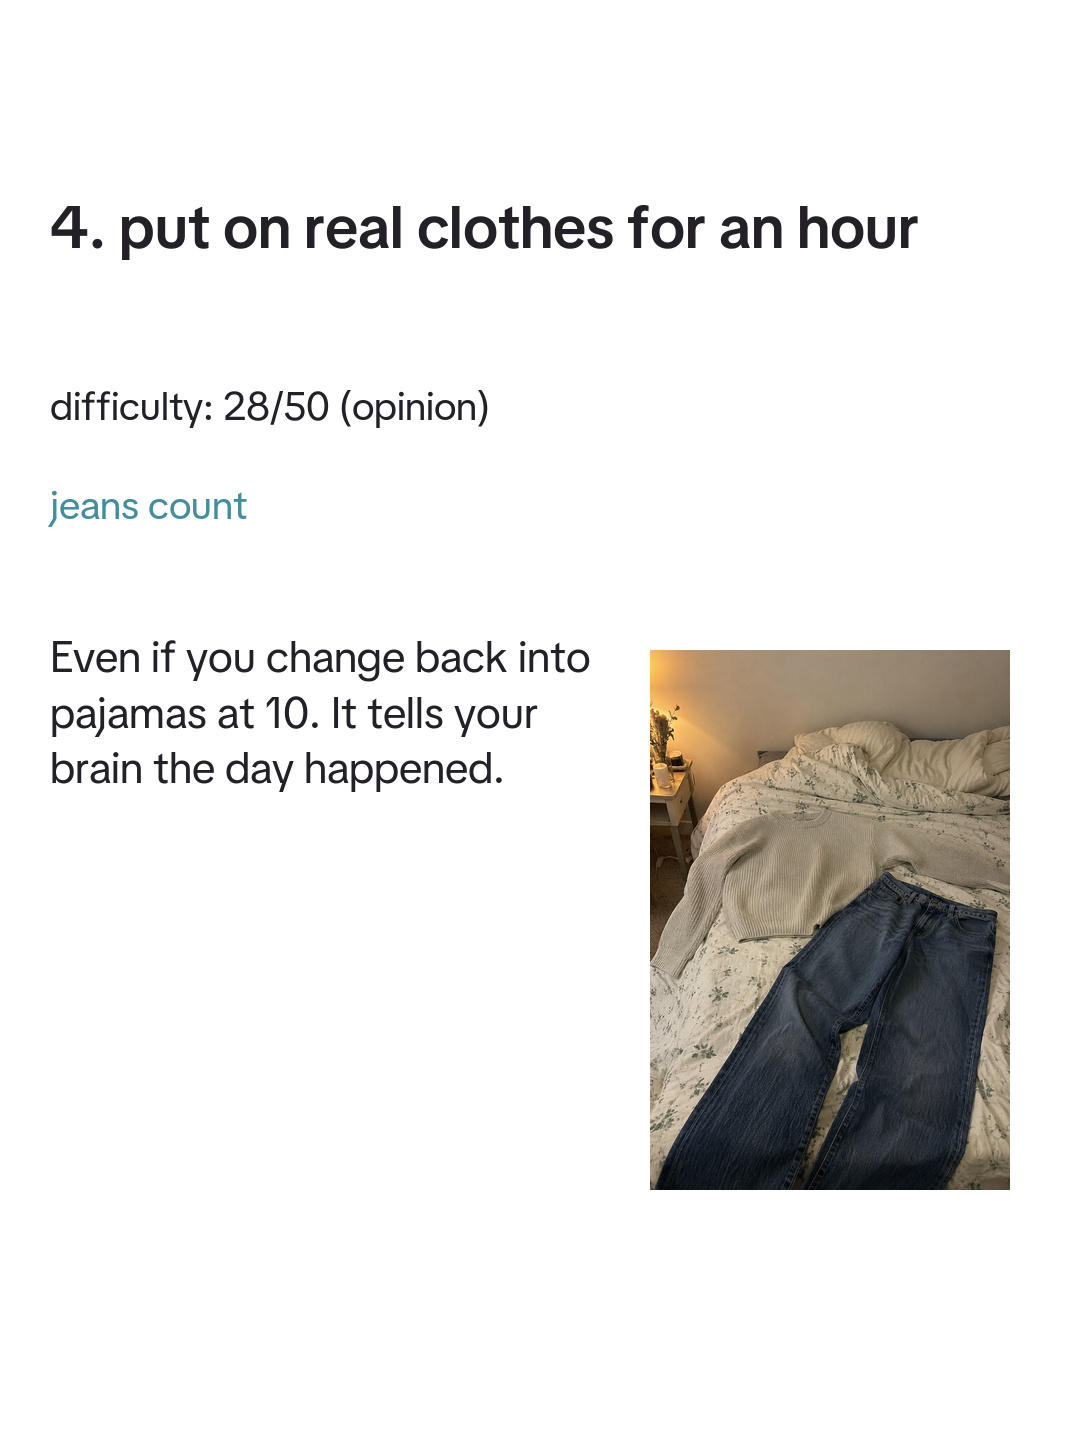 4. put on real clothes for an hour
difficulty: 28/50 (opinion)
jeans count
Even if you change back into
pajamas at 10. It tells your
brain the day happened.